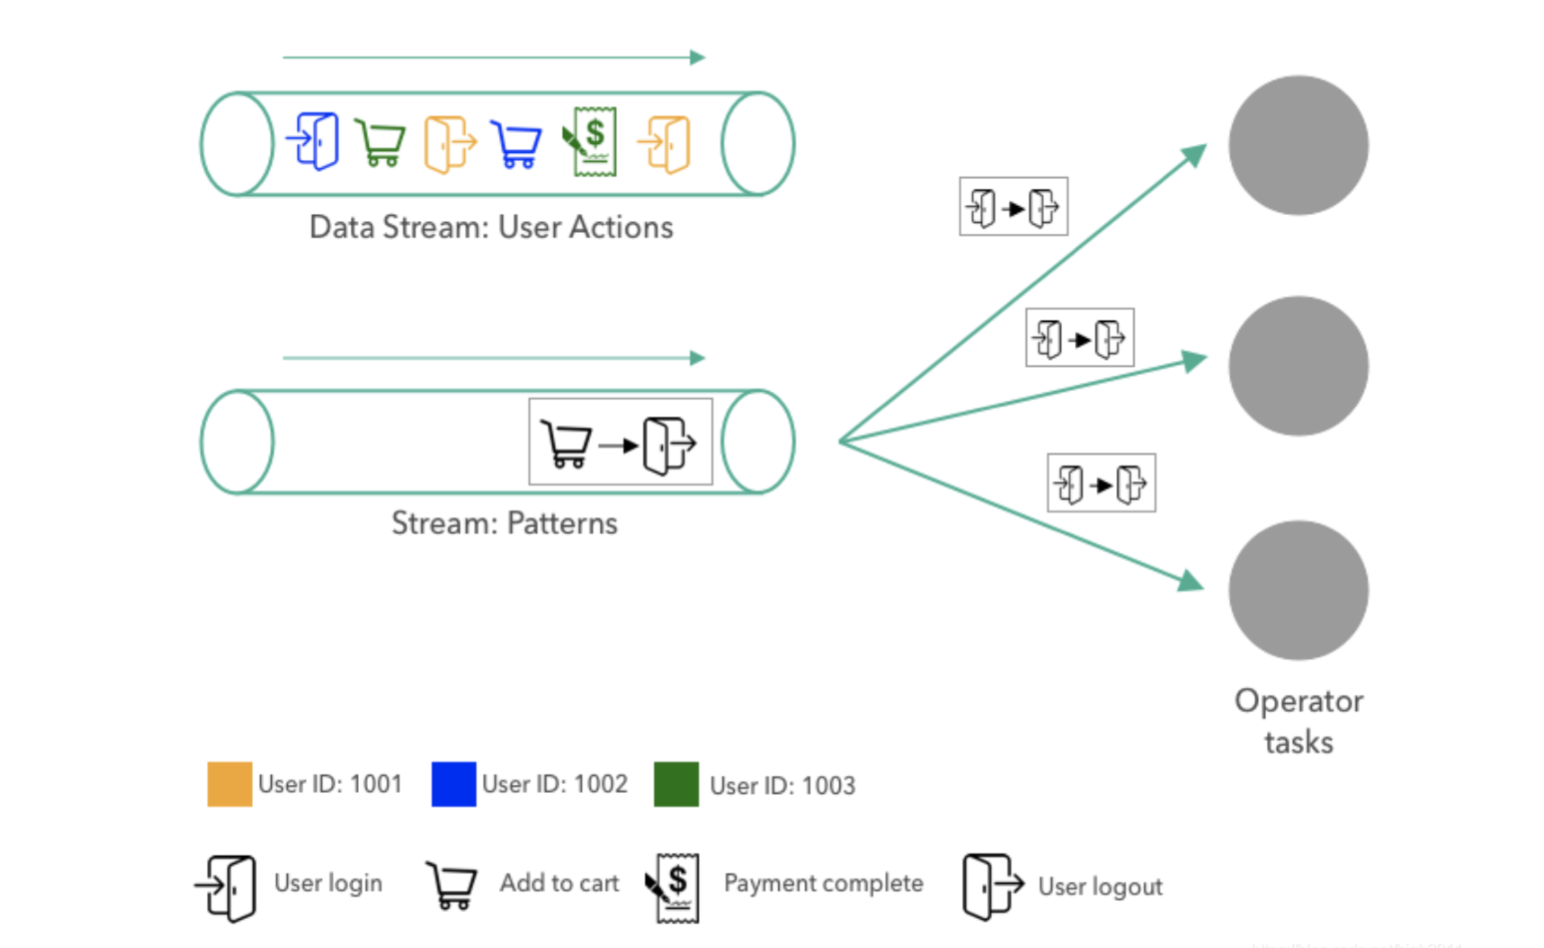 Data Stream: User Actions
Stream: Patterns
Operator
tasks
User ID: 1001
User ID: 1002
User ID: 1003
User login
Add to cart
Payment complete
User logout